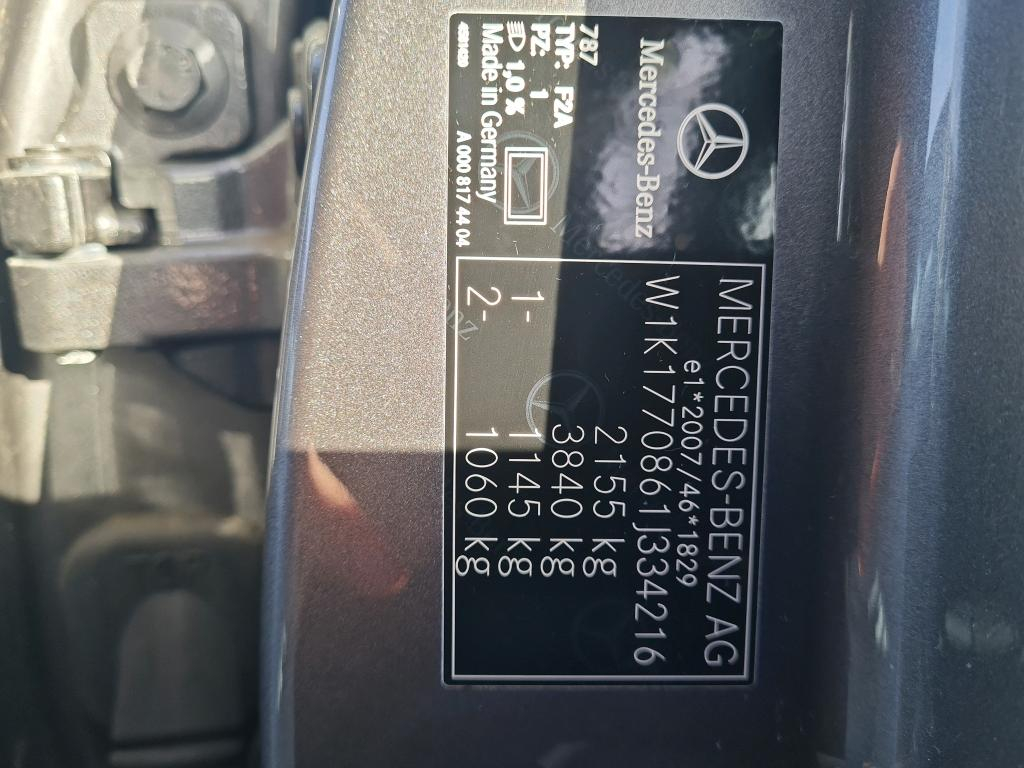 Mercedes-Benz
787
TYP: F2A
PZ. 1
1,0 %
Made in Germany
A 000 817 44 04
MERCEDES-BENZ AG
e1*2007/46*1829
W1K1770861J334216
2155 kg
3840 kg
1- 1145 kg
2- 1060 kg